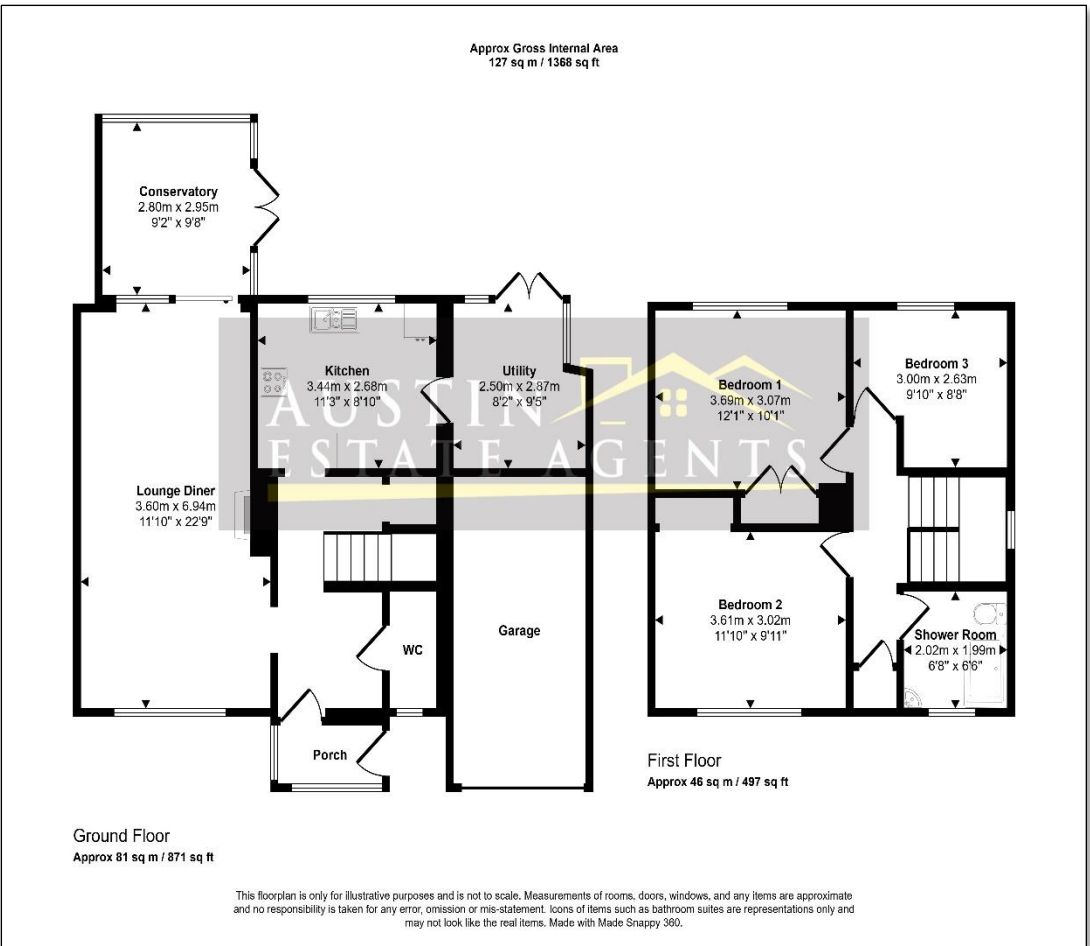 Approx Gross Internal Area
127 sq m / 1368 sq ft
Conservatory
2.80m x 2.95m
9'2" x 9'8"
Kitchen
3.44m x 2.68m
11'3" x 8'10"
Utility
2.50m x 2.87m
8'2" x 9'5"
Lounge Diner
3.60m x 6.94m
11'10" x 22'9"
Garage
WC
Porch
Ground Floor
Approx 81 sq m / 871 sq ft
Bedroom 1
3.69m x 3.07m
12'1" x 10'1"
Bedroom 3
3.00m x 2.63m
9'10" x 8'8"
Bedroom 2
3.61m x 3.02m
11'10" x 9'11"
Shower Room
2.02m x 1.99m
6'8" x 6'6"
First Floor
Approx 46 sq m / 497 sq ft
AUSTIN
ESTATE AGENTS
This floorplan is only for illustrative purposes and is not to scale. Measurements of rooms, doors, windows, and any items are approximate
and no responsibility is taken for any error, omission or mis-statement. Icons of items such as bathroom suites are representations only and
may not look like the real items. Made with Made Snappy 360.